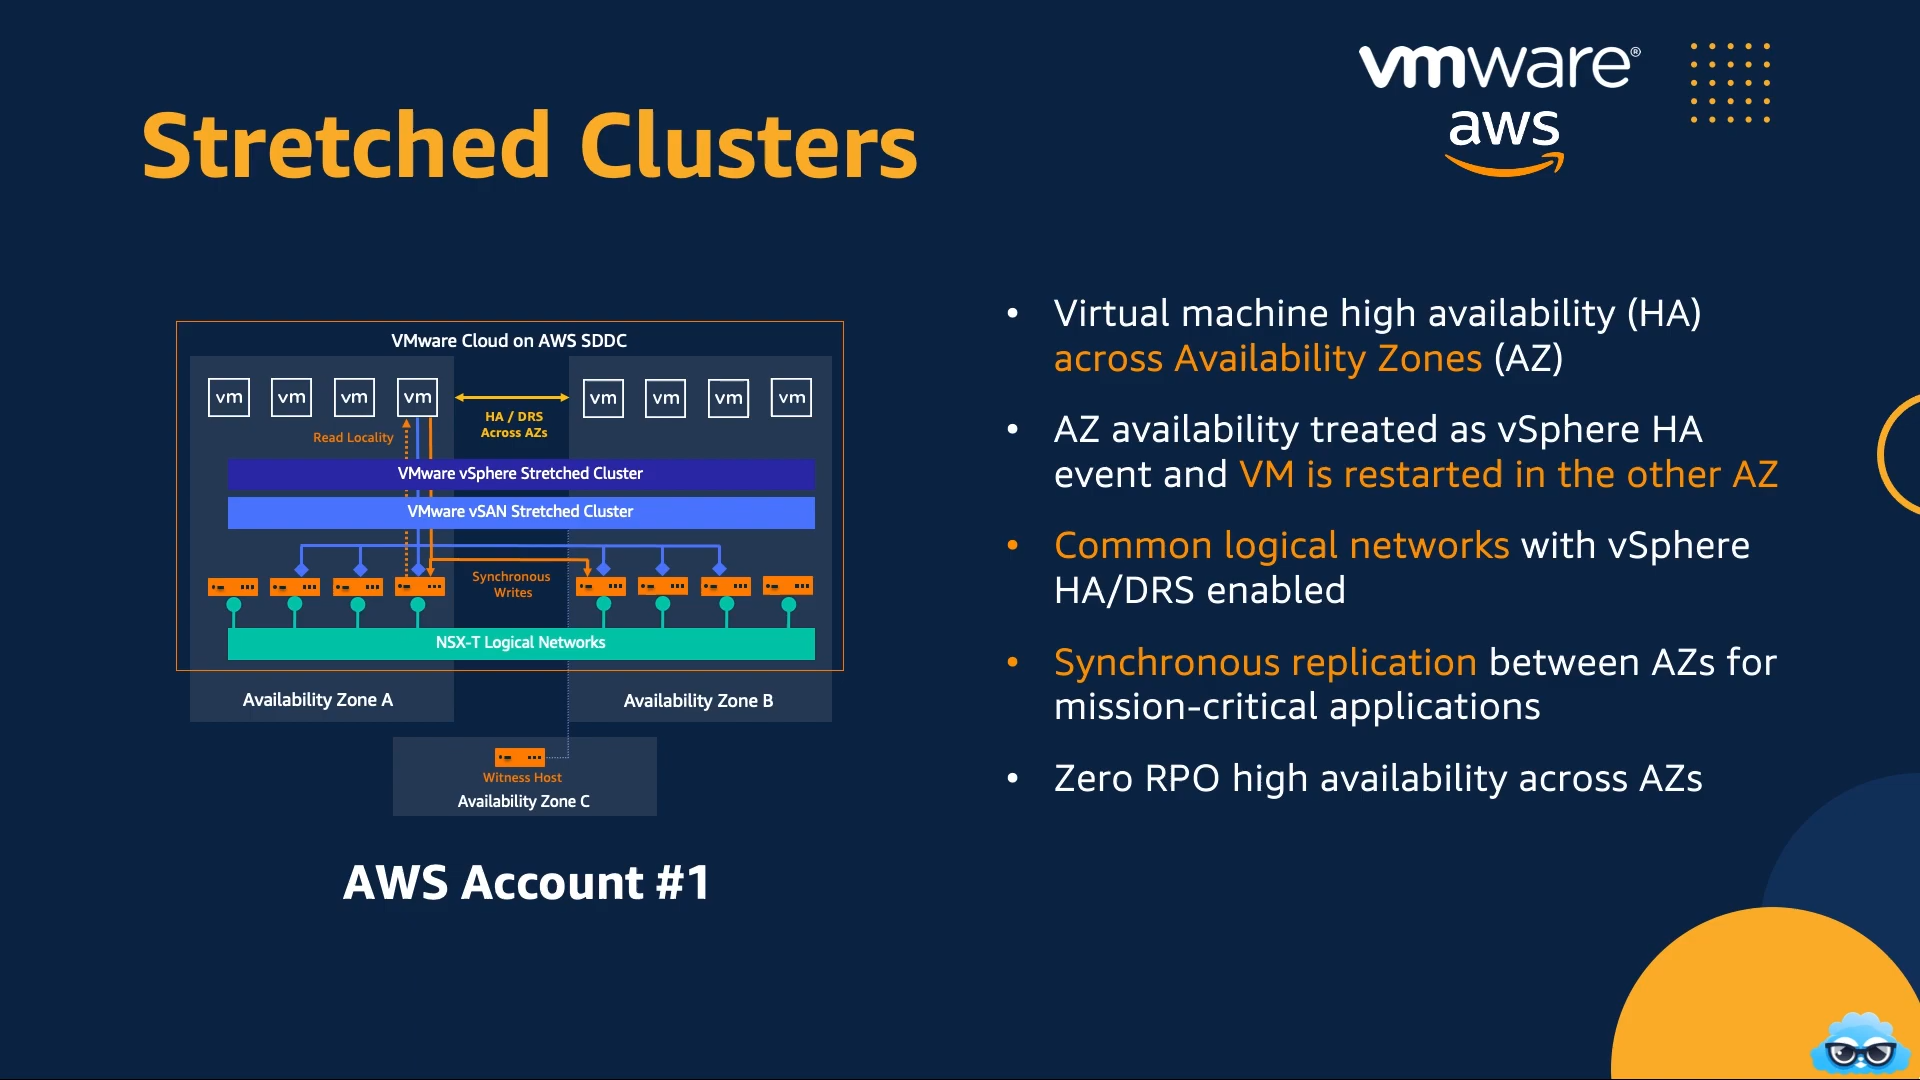 vmware®
aws
Stretched Clusters
VMware Cloud on AWS SDDC
vm vm vm vm vm vm vm vm
HA / DRS
Across AZs
Read Locality
VMware vSphere Stretched Cluster
VMware vSAN Stretched Cluster
Synchronous
Writes
NSX-T Logical Networks
Availability Zone A
Availability Zone B
Witness Host
Availability Zone C
AWS Account #1
• Virtual machine high availability (HA)
across Availability Zones (AZ)
• AZ availability treated as vSphere HA
event and VM is restarted in the other AZ
• Common logical networks with vSphere
HA/DRS enabled
• Synchronous replication between AZs for
mission-critical applications
• Zero RPO high availability across AZs